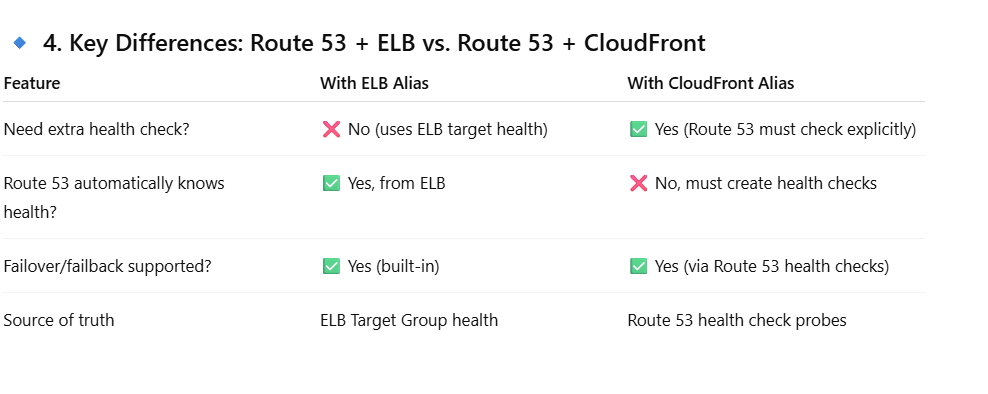 🔹 4. Key Differences: Route 53 + ELB vs. Route 53 + CloudFront
Feature With ELB Alias With CloudFront Alias
Need extra health check? ❌ No (uses ELB target health) ✅ Yes (Route 53 must check explicitly)
Route 53 automatically knows ✅ Yes, from ELB ❌ No, must create health checks
health?
Failover/failback supported? ✅ Yes (built-in) ✅ Yes (via Route 53 health checks)
Source of truth ELB Target Group health Route 53 health check probes